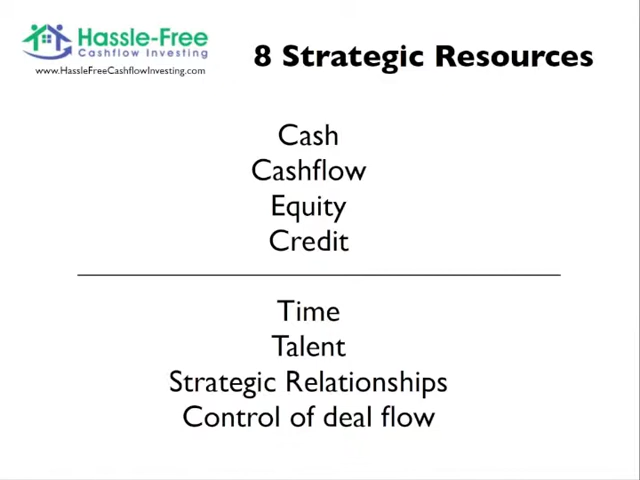 Hassle-Free
Cashflow Investing
www.HassleFreeCashflowInvesting.com
8 Strategic Resources
Cash
Cashflow
Equity
Credit
Time
Talent
Strategic Relationships
Control of deal flow